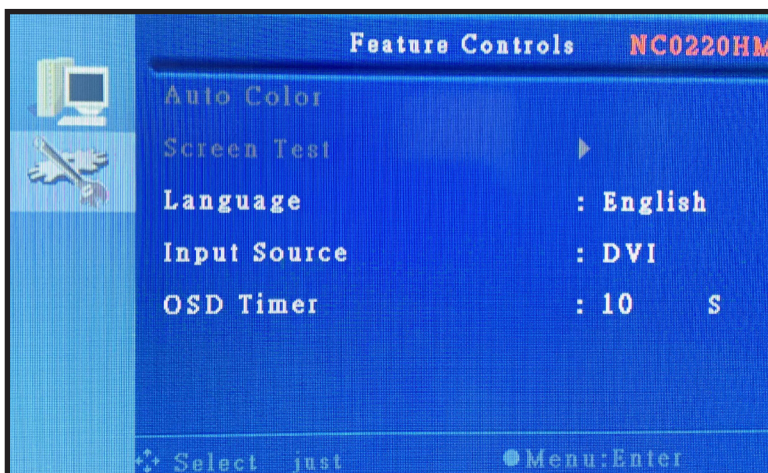 Feature Controls NC0220HM
Auto Color
Screen Test
Language : English
Input Source : DVI
OSD Timer : 10 S
Select just Menu:Enter